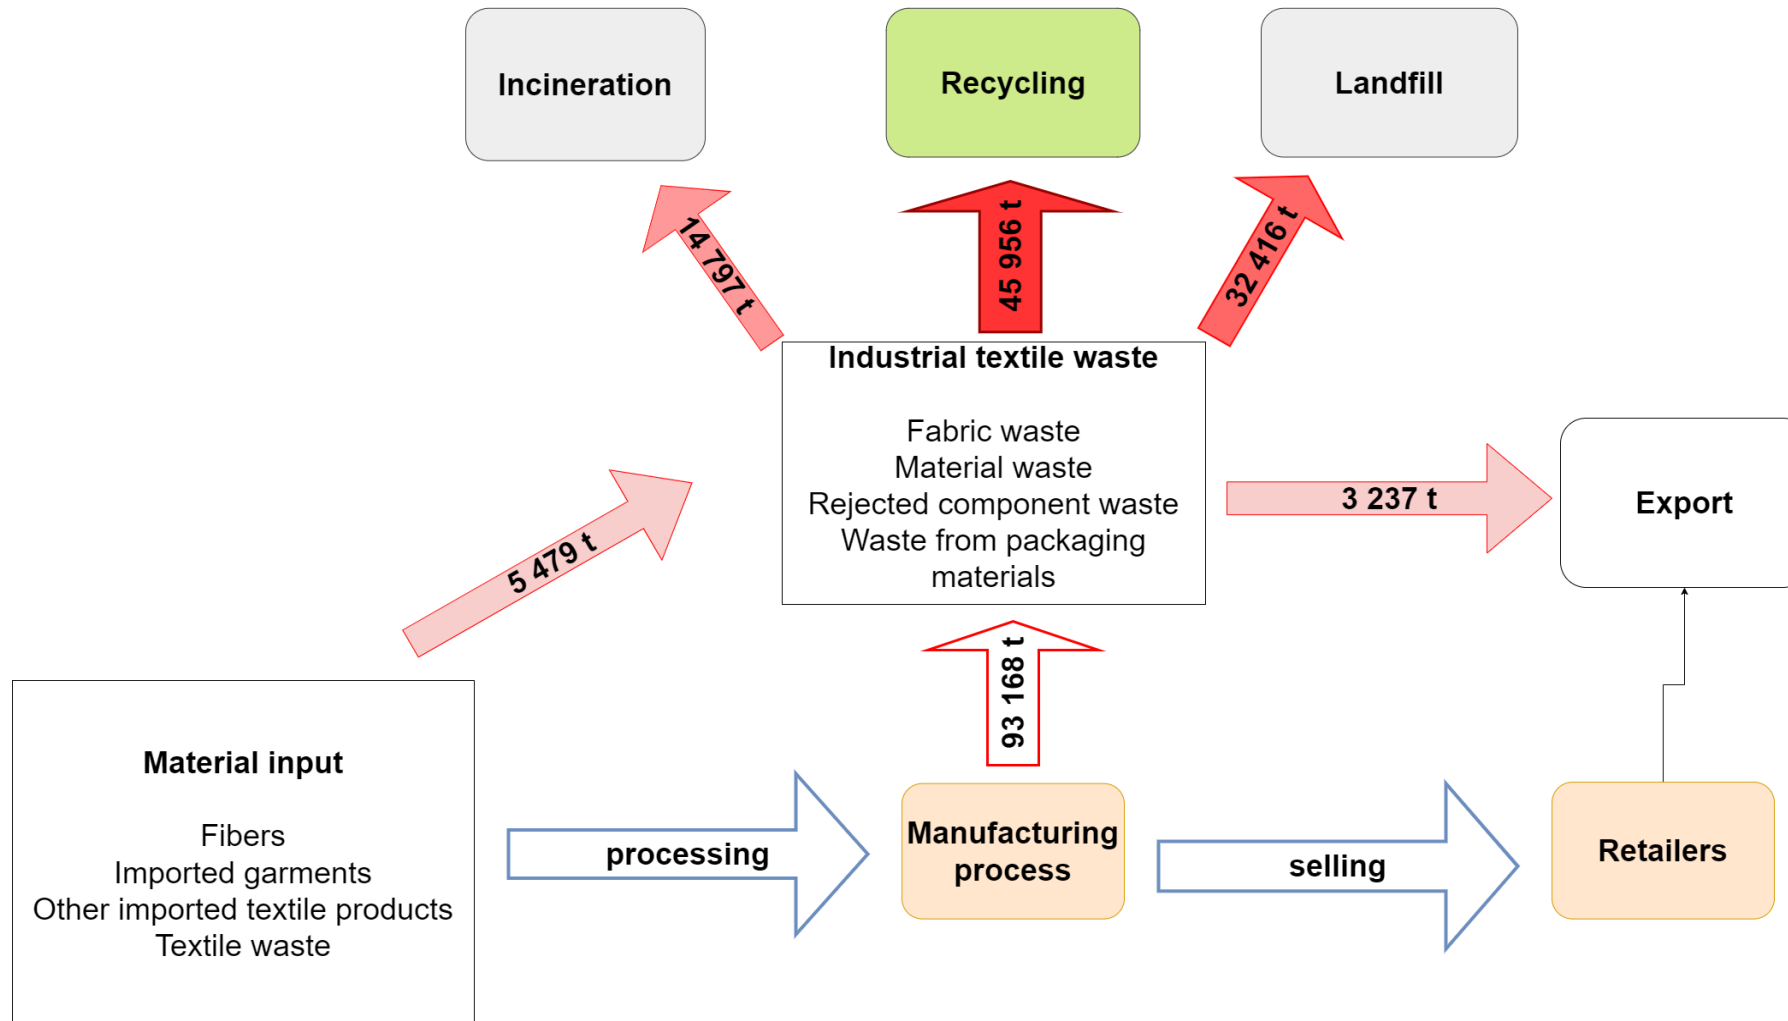 Incineration
Recycling
Landfill
14 797 t
45 956 t
32 416 t
Industrial textile waste
Fabric waste
Material waste
Rejected component waste
Waste from packaging
materials
3 237 t
Export
5 479 t
93 168 t
Material input
Fibers
Imported garments
Other imported textile products
Textile waste
processing
Manufacturing
process
selling
Retailers